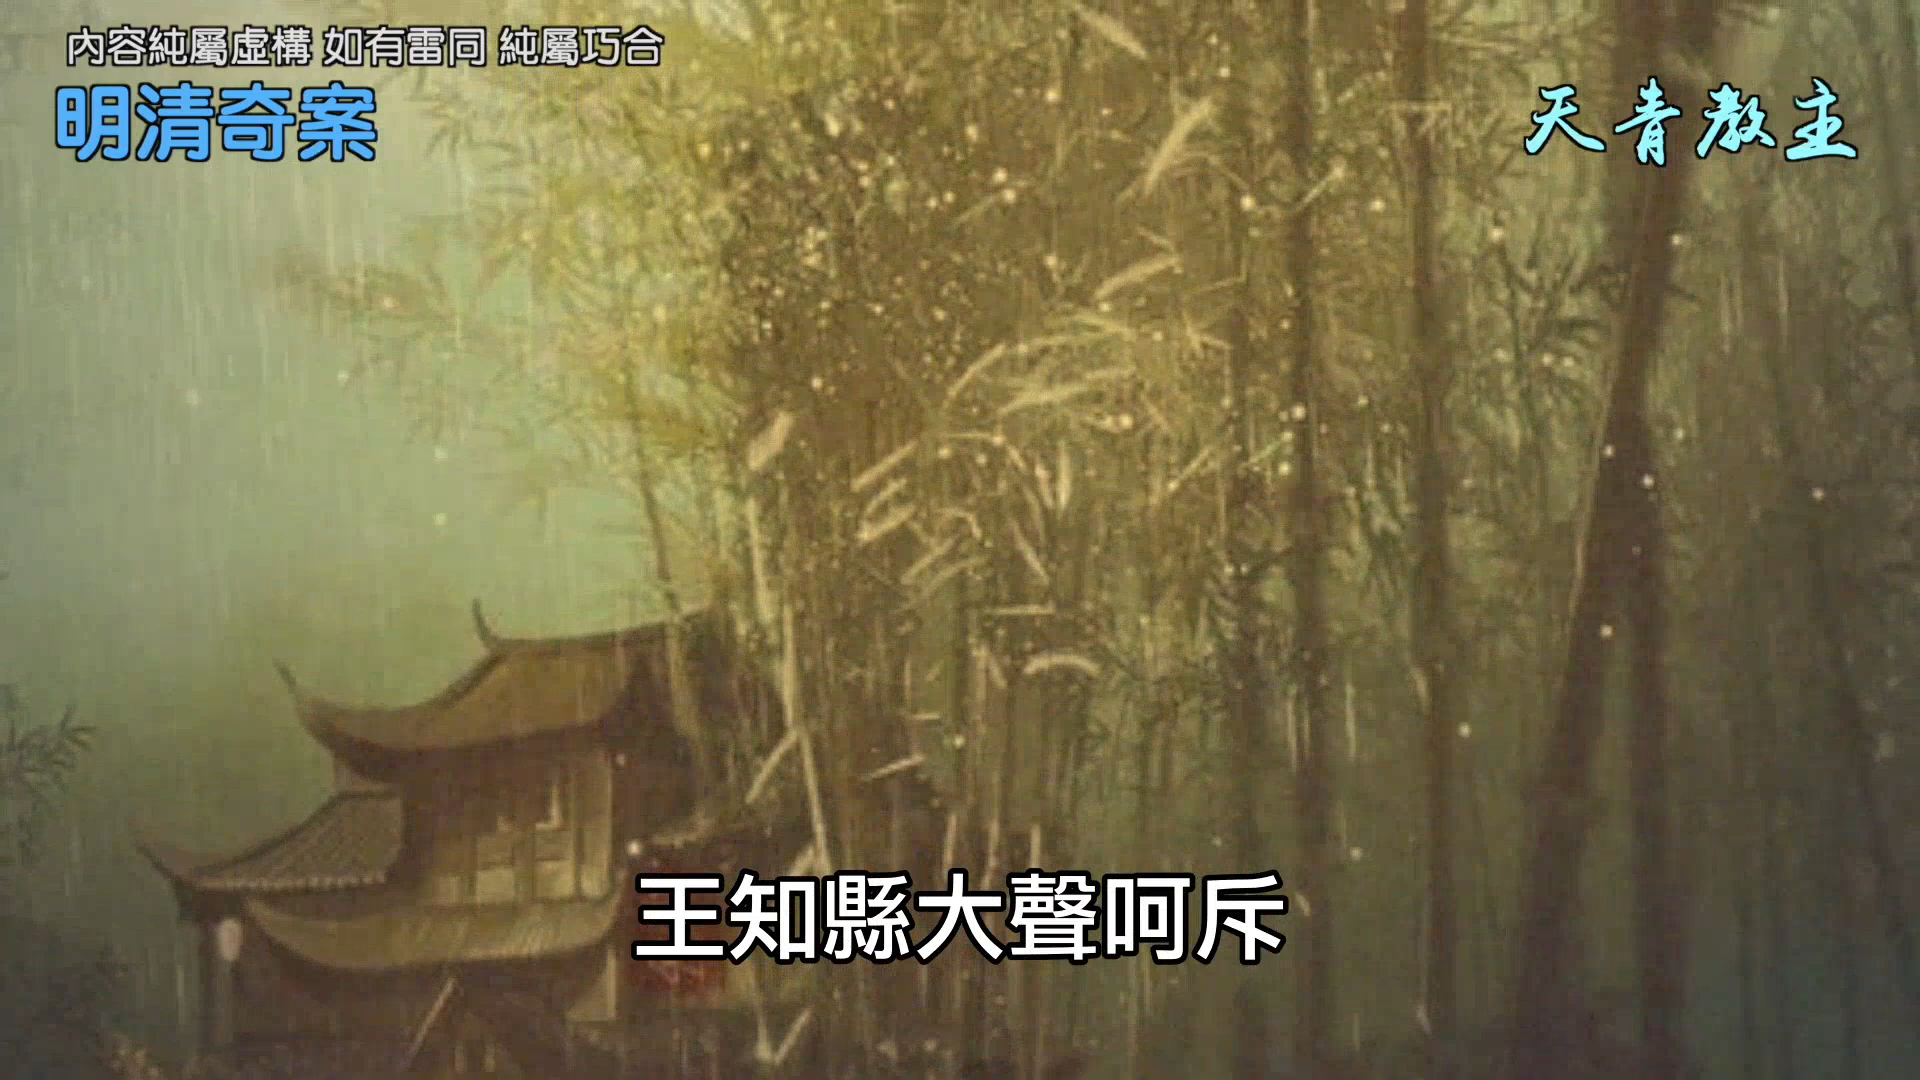 內容純屬虛構 如有雷同 純屬巧合
明清奇案
天青教主
王知縣大聲呵斥